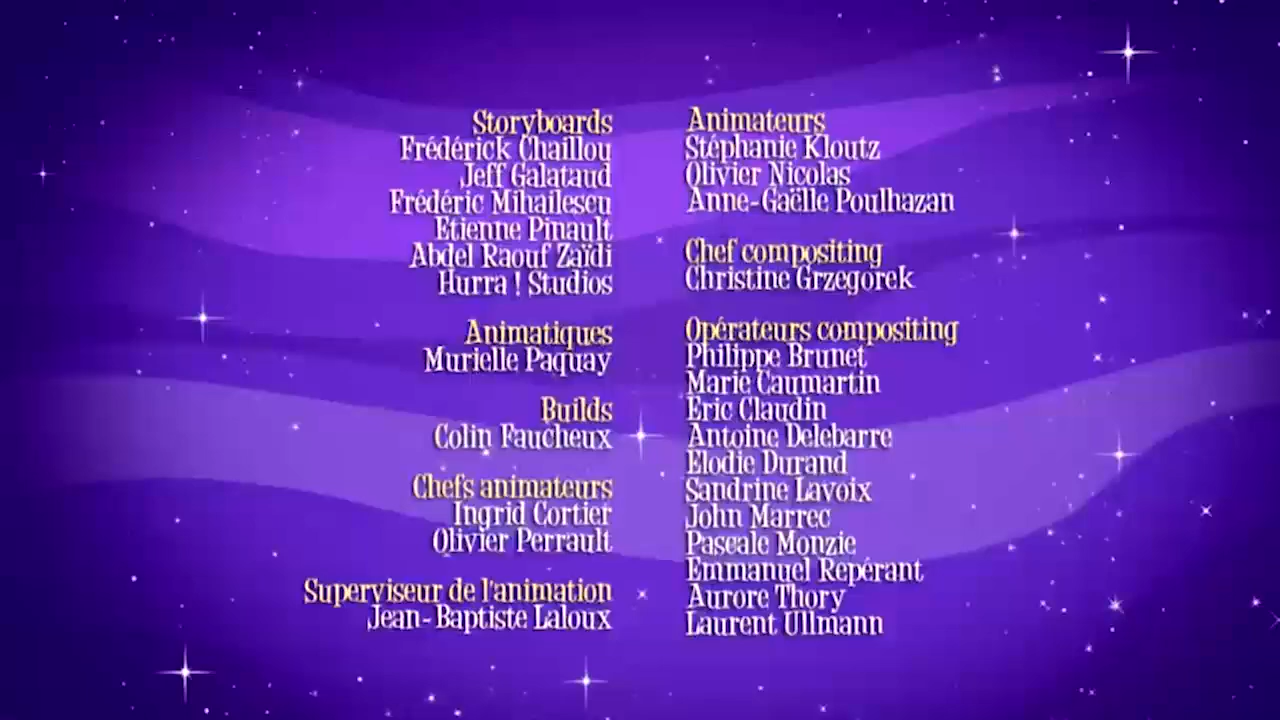 Storyboards
Frédérick Chaillou
Jeff Galataud
Frédéric Mihailescu
Etienne Pinault
Abdel Raouf Zaïdi
Hurra ! Studios
Animatiques
Murielle Paquay
Builds
Colin Faucheux
Chefs animateurs
Ingrid Cortier
Olivier Perrault
Superviseur de l'animation
Jean-Baptiste Laloux
Animateurs
Stéphanie Kloutz
Olivier Nicolas
Anne-Gaëlle Poulhazan
Chef compositing
Christine Grzegorek
Opérateurs compositing
Philippe Brunet
Marie Caumartin
Eric Claudin
Antoine Delebarre
Elodie Durand
Sandrine Lavoix
John Marrec
Pascale Monzie
Emmanuel Repérant
Aurore Thory
Laurent Ullmann